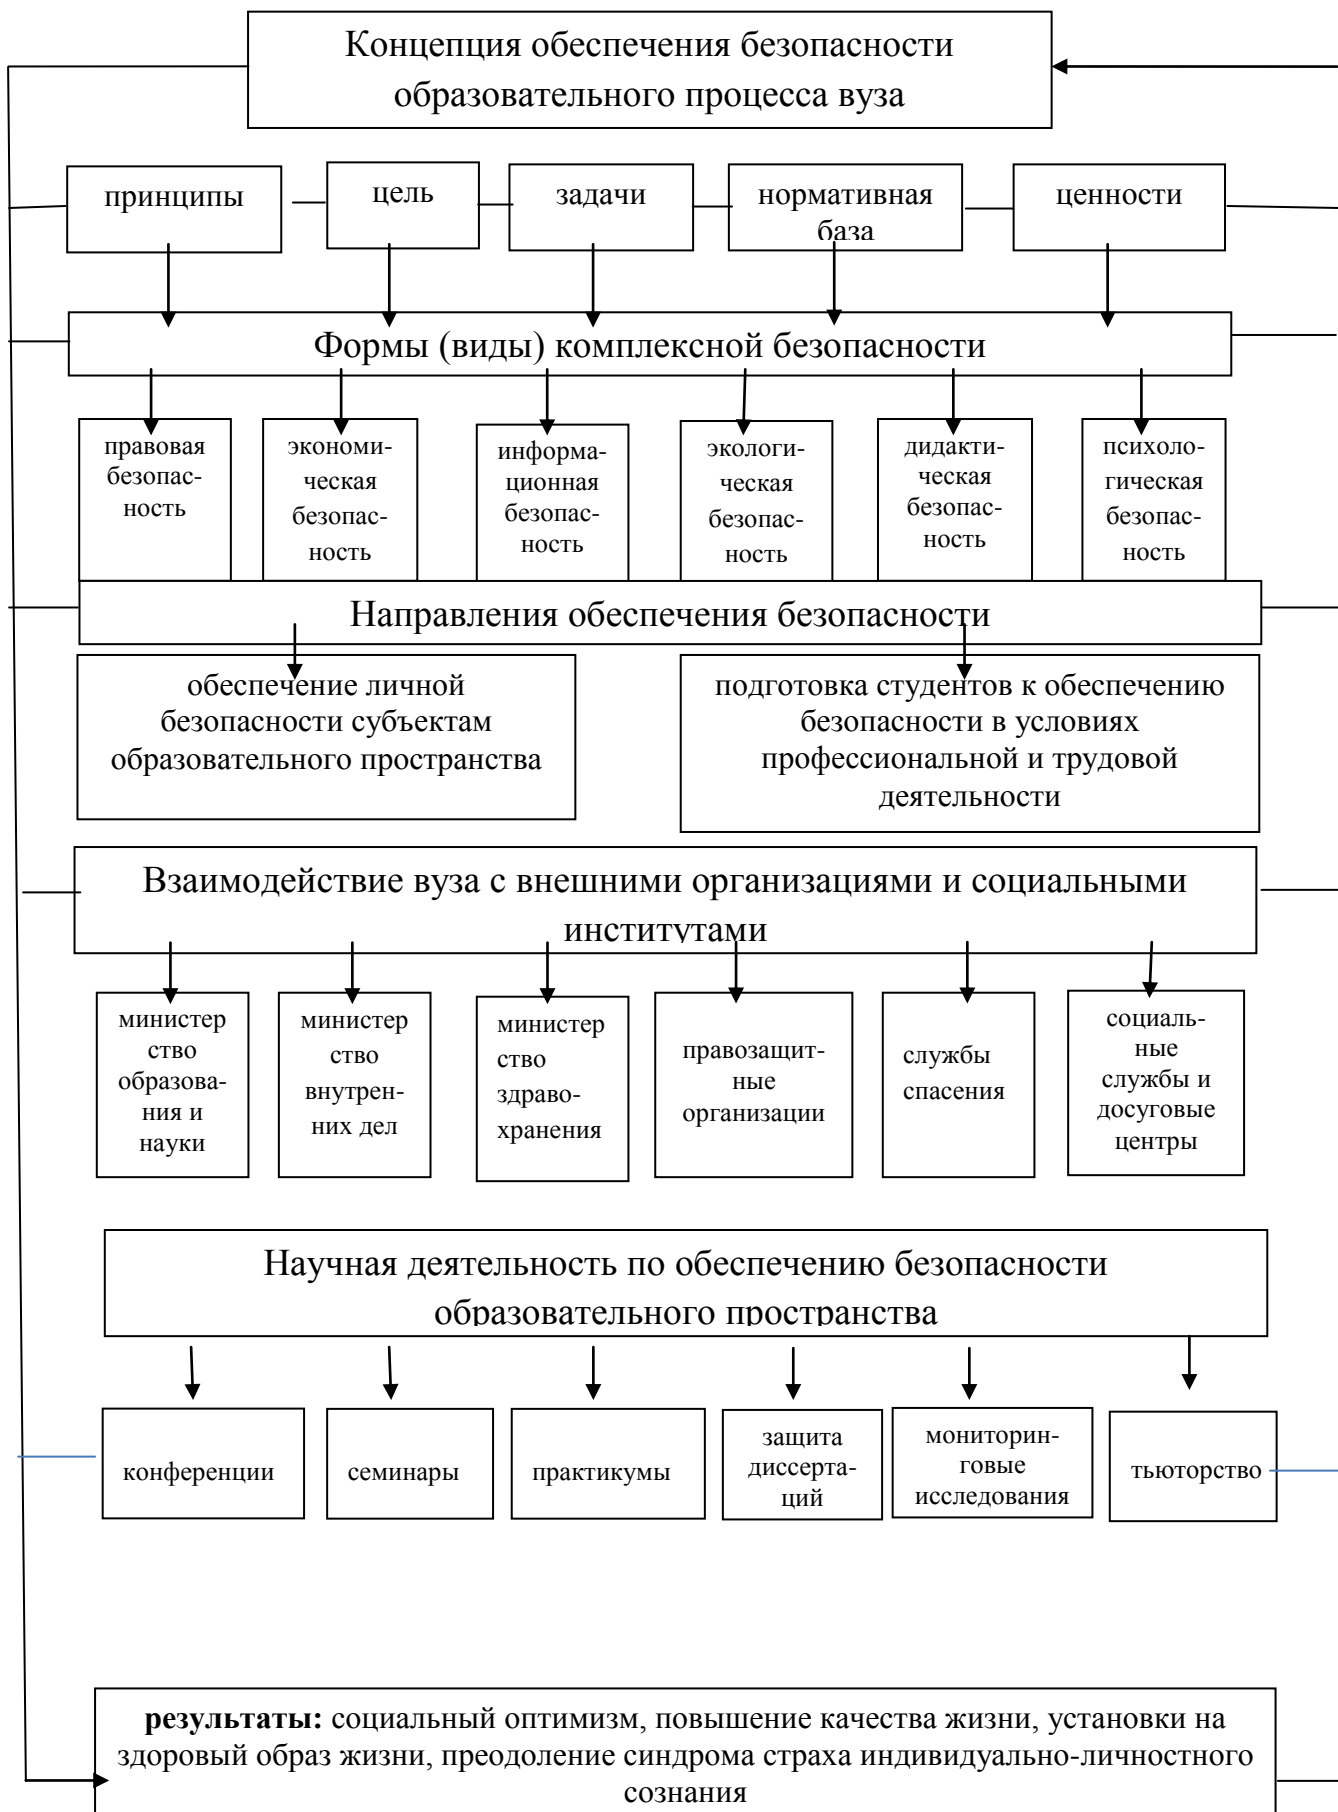 Концепция обеспечения безопасности
образовательного процесса вуза
принципы
цель
задачи
нормативная
база
ценности
Формы (виды) комплексной безопасности
правовая
безопас-
ность
экономи-
ческая
безопас-
ность
информа-
ционная
безопас-
ность
экологи-
ческая
безопас-
ность
дидакти-
ческая
безопас-
ность
психоло-
гическая
безопас-
ность
Направления обеспечения безопасности
обеспечение личной
безопасности субъектам
образовательного пространства
подготовка студентов к обеспечению
безопасности в условиях
профессиональной и трудовой
деятельности
Взаимодействие вуза с внешними организациями и социальными
институтами
министер
ство
образова-
ния и
науки
министер
ство
внутрен-
них дел
министер
ство
здраво-
хранения
правозащит-
ные
организации
службы
спасения
социаль-
ные
службы и
досуговые
центры
Научная деятельность по обеспечению безопасности
образовательного пространства
конференции
семинары
практикумы
защита
диссерта-
ций
мониторин-
говые
исследования
тьюторство
результаты: социальный оптимизм, повышение качества жизни, установки на
здоровый образ жизни, преодоление синдрома страха индивидуально-личностного
сознания